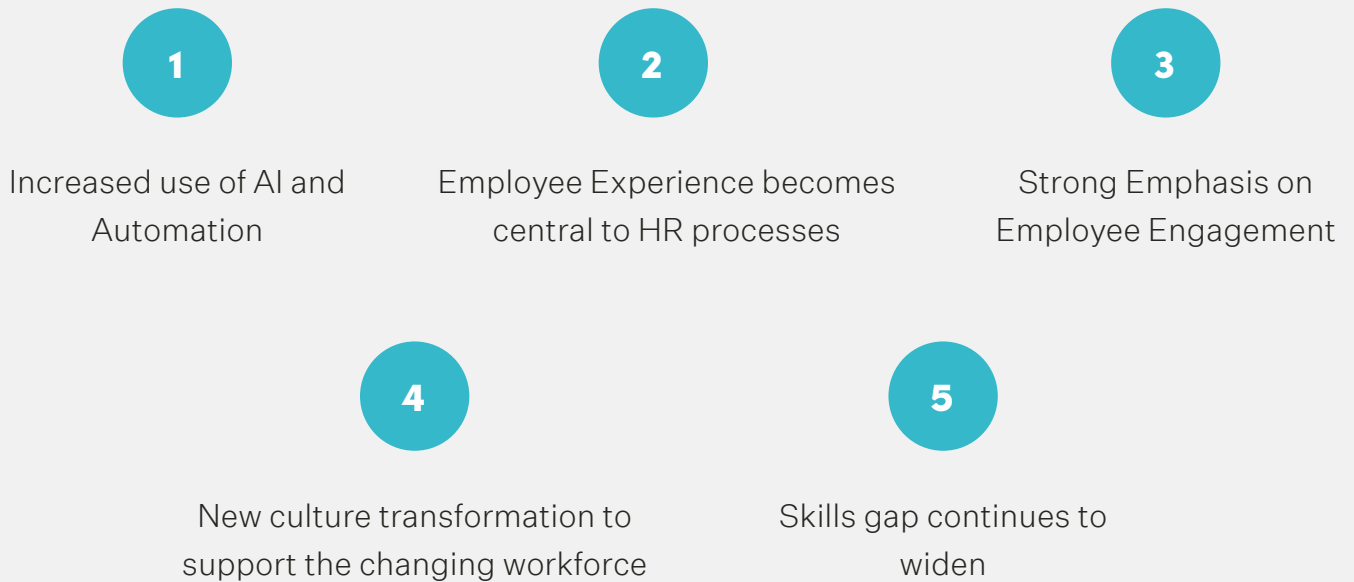 1
Increased use of AI and
Automation
2
Employee Experience becomes
central to HR processes
3
Strong Emphasis on
Employee Engagement
4
New culture transformation to
support the changing workforce
5
Skills gap continues to
widen